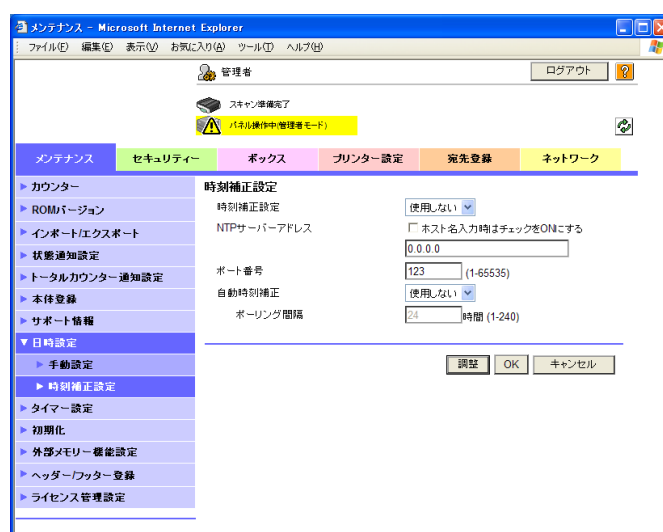 メンテナンス - Microsoft Internet Explorer
ファイル(F) 編集(E) 表示(V) お気に入り(A) ツール(T) ヘルプ(H)
管理者
ログアウト
?
スキャン準備完了
パネル操作中(管理者モード)
メンテナンス
セキュリティー
ボックス
プリンター設定
宛先登録
ネットワーク
カウンター
ROMバージョン
インポート/エクスポート
状態通知設定
トータルカウンター通知設定
本体登録
サポート情報
日時設定
手動設定
時刻補正設定
タイマー設定
初期化
外部メモリー機能設定
ヘッダー/フッター登録
ライセンス管理設定
時刻補正設定
時刻補正設定 使用しない
NTPサーバーアドレス ホスト名入力時はチェックをONにする
0.0.0.0
ポート番号 123 (1-65535)
自動時刻補正 使用しない
ポーリング間隔 24 時間 (1-240)
調整 OK キャンセル